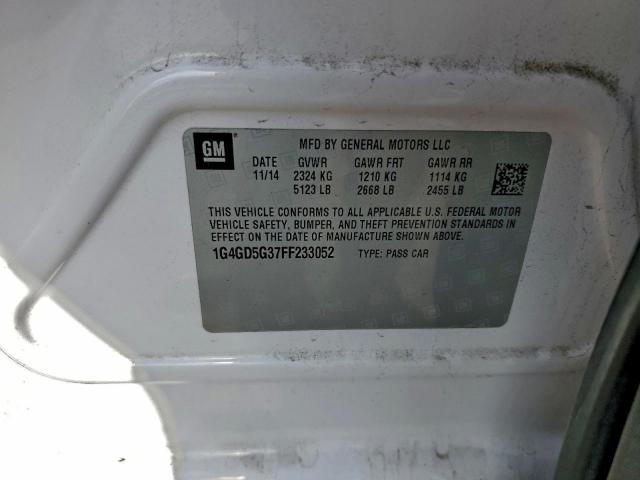 GM
MFD BY GENERAL MOTORS LLC
DATE GVWR GAWR FRT GAWR RR
11/14 2324 KG 1210 KG 1114 KG
5123 LB 2668 LB 2455 LB
THIS VEHICLE CONFORMS TO ALL APPLICABLE U.S. FEDERAL MOTOR
VEHICLE SAFETY, BUMPER, AND THEFT PREVENTION STANDARDS IN
EFFECT ON THE DATE OF MANUFACTURE SHOWN ABOVE.
1G4GD5G37FF233052 TYPE: PASS CAR